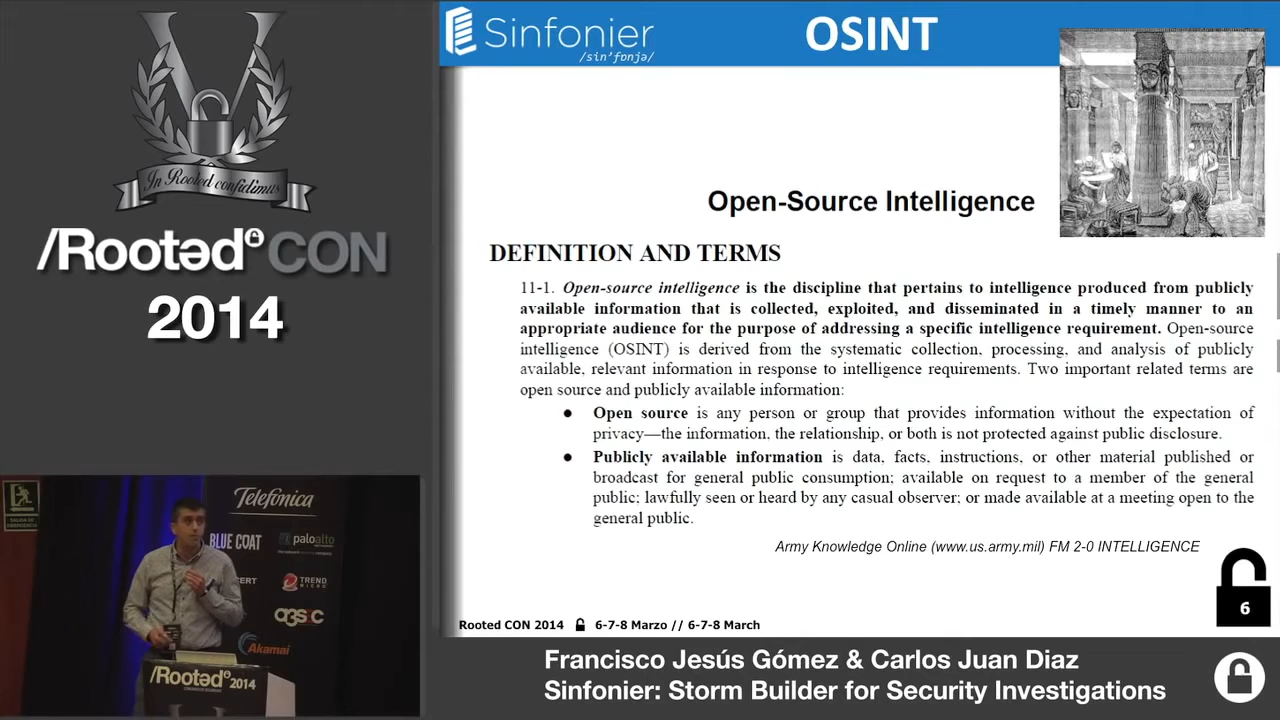 In Rooted confidimus
/Rootəd CON
2014
Sinfonier
/sin'fonjə/
OSINT
Open-Source Intelligence
DEFINITION AND TERMS
11-1. Open-source intelligence is the discipline that pertains to intelligence produced from publicly
available information that is collected, exploited, and disseminated in a timely manner to an
appropriate audience for the purpose of addressing a specific intelligence requirement. Open-source
intelligence (OSINT) is derived from the systematic collection, processing, and analysis of publicly
available, relevant information in response to intelligence requirements. Two important related terms are
open source and publicly available information:
● Open source is any person or group that provides information without the expectation of
privacy—the information, the relationship, or both is not protected against public disclosure.
● Publicly available information is data, facts, instructions, or other material published or
broadcast for general public consumption; available on request to a member of the general
public; lawfully seen or heard by any casual observer; or made available at a meeting open to the
general public.
Army Knowledge Online (www.us.army.mil) FM 2-0 INTELLIGENCE
6
Rooted CON 2014 6-7-8 Marzo // 6-7-8 March
SALIDA DE
EMERGENCIA
Telefónica
BLUE COAT
paloalto
CERT
TREND
MICRO
Akamai
/Rootəd 2014
Francisco Jesús Gómez & Carlos Juan Diaz
Sinfonier: Storm Builder for Security Investigations